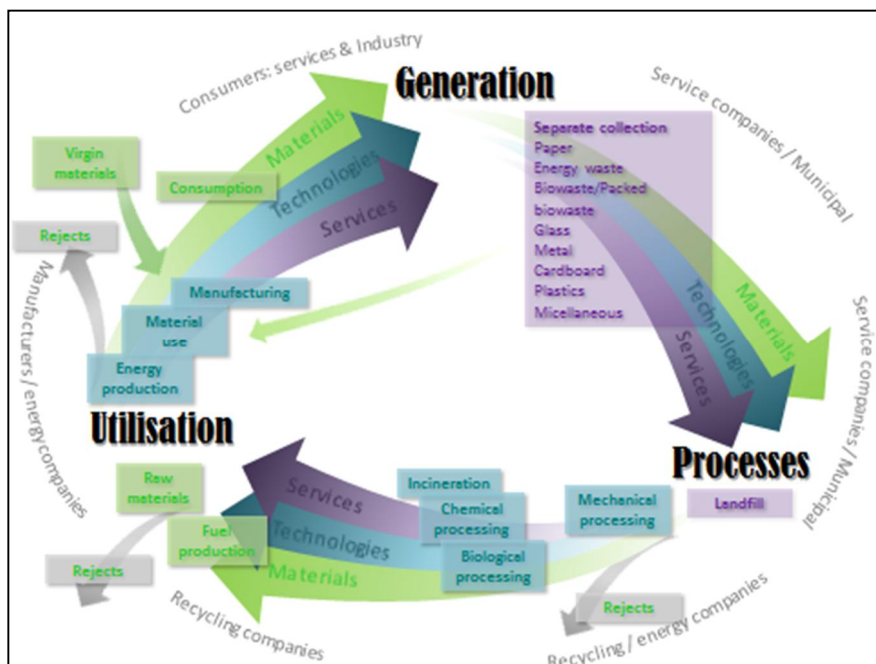 Consumers: services & Industry
Generation
Service companies / Municipal
Separate collection
Paper
Energy waste
Biowaste/Packed
biowaste
Glass
Metal
Cardboard
Plastics
Micellaneous
Virgin
materials
Consumption
Materials
Technologies
Services
Rejects
Manufacturing
Material
use
Energy
production
Manufacturers / energy companies
Materials
Technologies
Services
Service companies / Municipal
Utilisation
Processes
Raw
materials
Fuel
production
Rejects
Services
Technologies
Materials
Incineration
Chemical
processing
Biological
processing
Mechanical
processing
Landfill
Rejects
Recycling companies
Recycling / energy companies